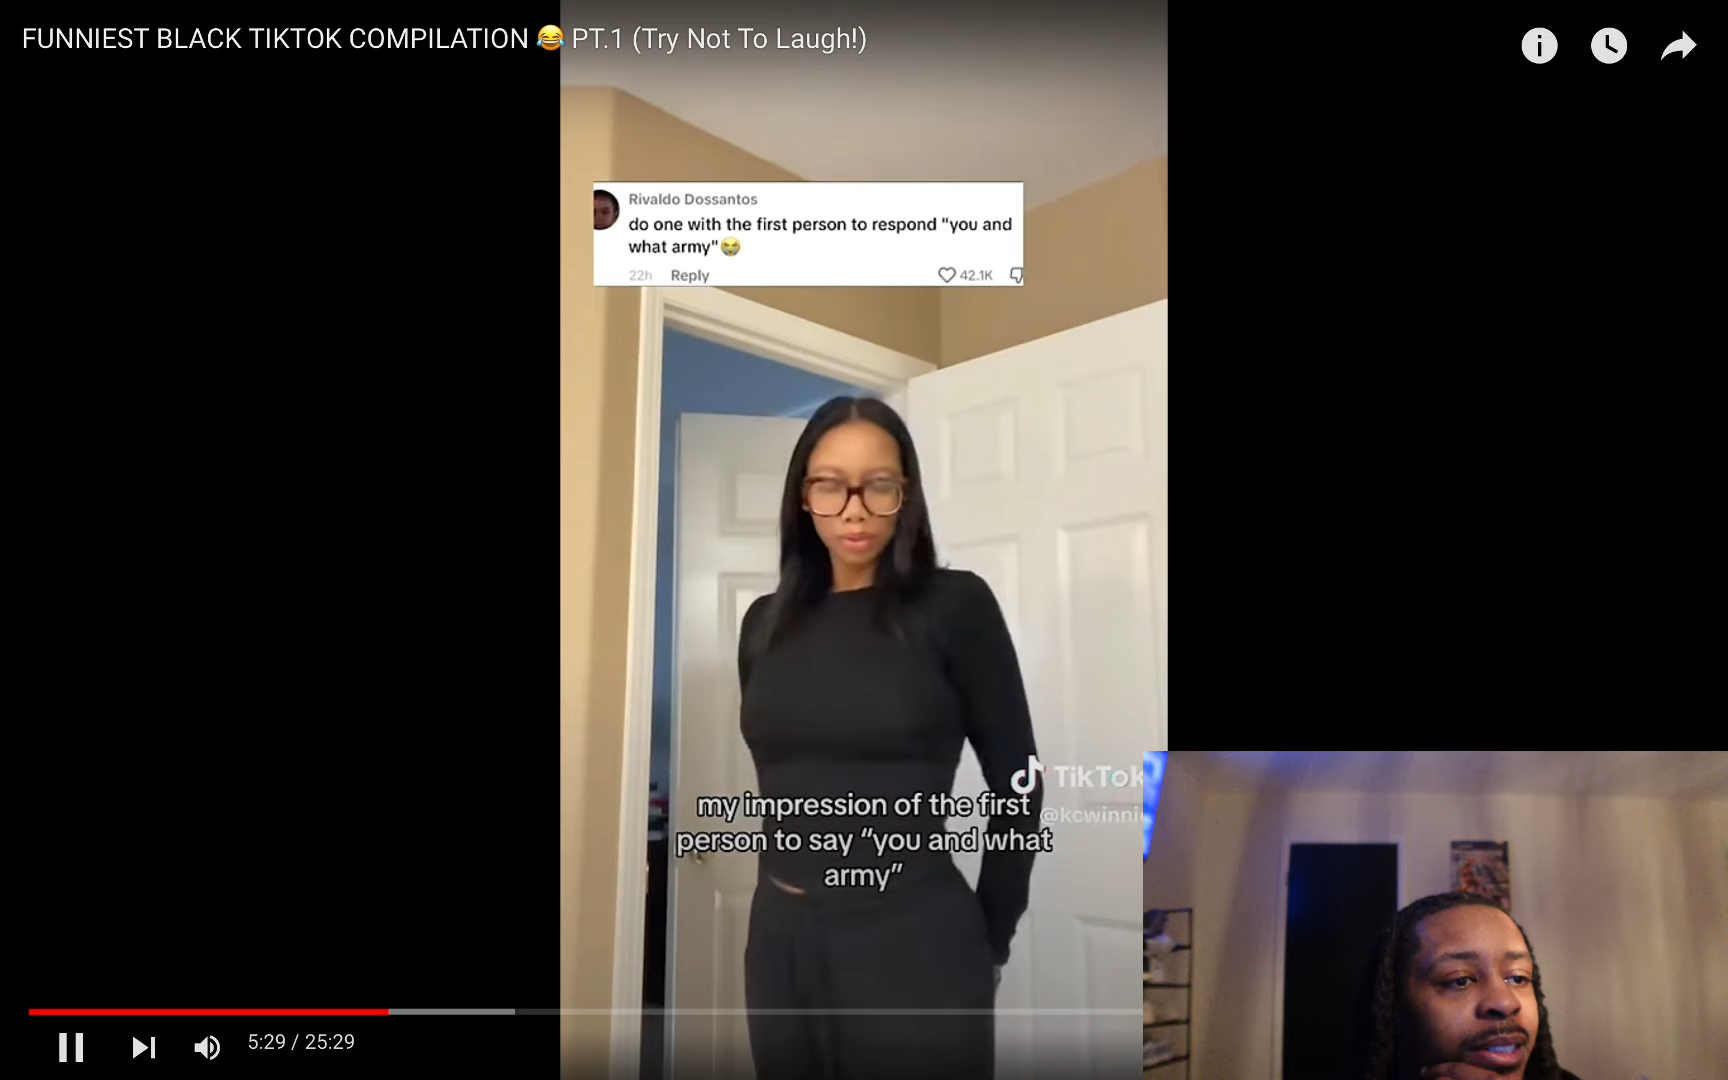 FUNNIEST BLACK TIKTOK COMPILATION 😂 PT.1 (Try Not To Laugh!)
Rivaldo Dossantos
do one with the first person to respond "you and
what army"😭
22h Reply 42.1K
TikTok
@kcwinni
my impression of the first
person to say “you and what
army”
5:29 / 25:29